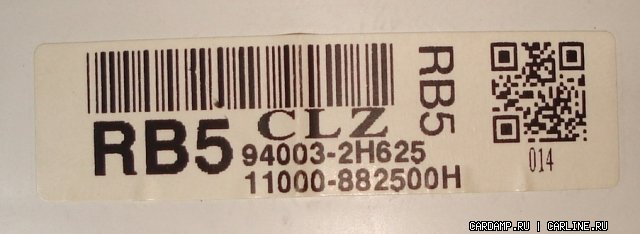 RB5
CLZ
94003-2H625
11000-882500H
RB5
014
CARDAMP.RU | CARLINE.RU